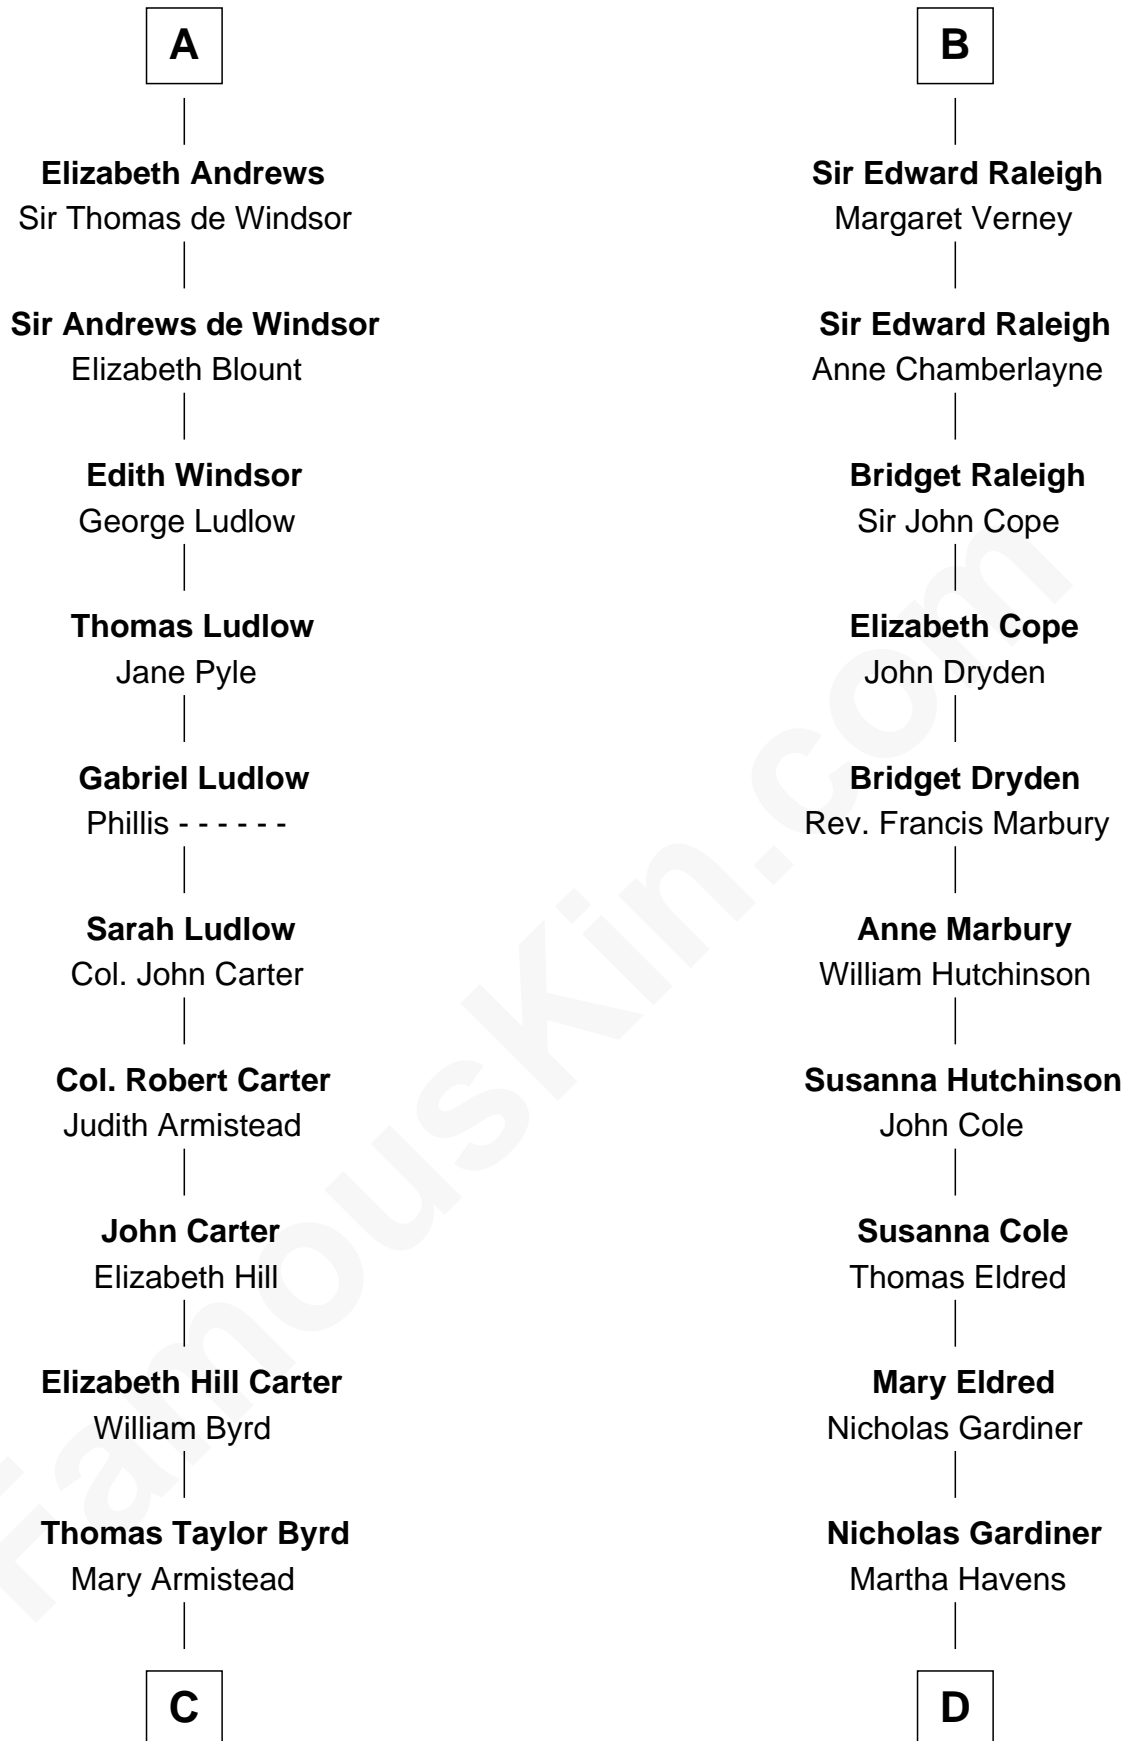 A
Elizabeth Andrews
Sir Thomas de Windsor
Sir Andrews de Windsor
Elizabeth Blount
Edith Windsor
George Ludlow
Thomas Ludlow
Jane Pyle
Gabriel Ludlow
Phillis - - - - - -
Sarah Ludlow
Col. John Carter
Col. Robert Carter
Judith Armistead
John Carter
Elizabeth Hill
Elizabeth Hill Carter
William Byrd
Thomas Taylor Byrd
Mary Armistead
C
B
Sir Edward Raleigh
Margaret Verney
Sir Edward Raleigh
Anne Chamberlayne
Bridget Raleigh
Sir John Cope
Elizabeth Cope
John Dryden
Bridget Dryden
Rev. Francis Marbury
Anne Marbury
William Hutchinson
Susanna Hutchinson
John Cole
Susanna Cole
Thomas Eldred
Mary Eldred
Nicholas Gardiner
Nicholas Gardiner
Martha Havens
D
FamousKin.com